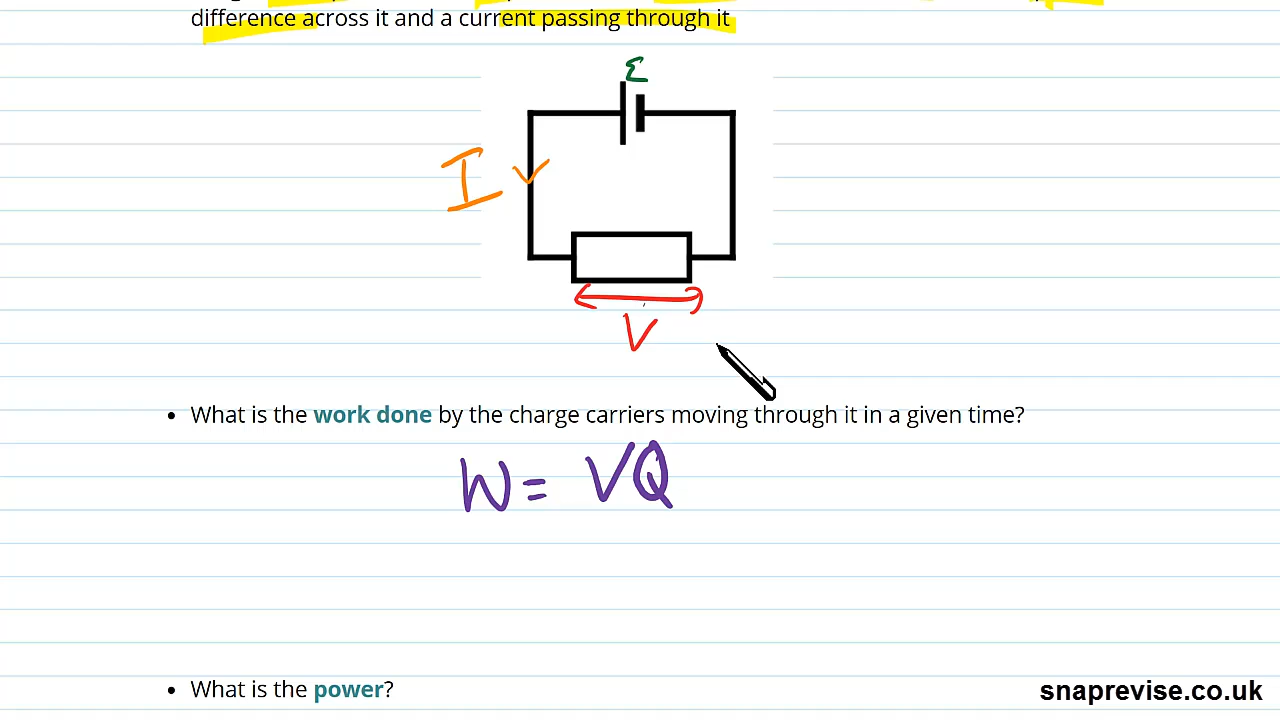 difference across it and a current passing through it
ε
I
V
• What is the work done by the charge carriers moving through it in a given time?
W = VQ
• What is the power?
snaprevise.co.uk